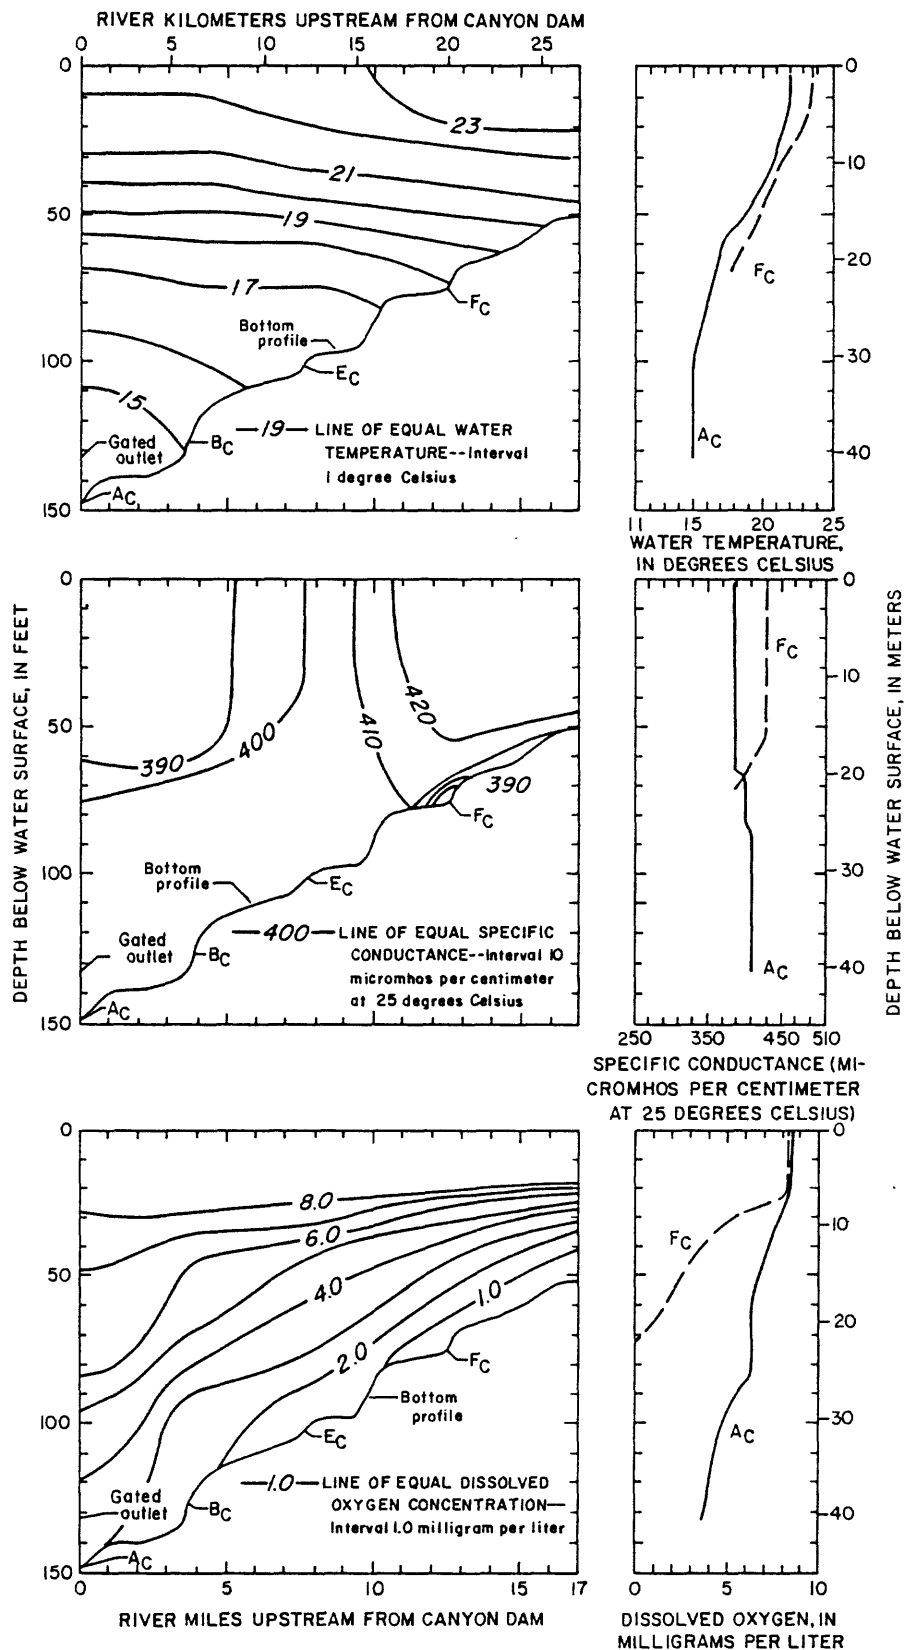 RIVER KILOMETERS UPSTREAM FROM CANYON DAM
0 5 10 15 20 25
0
50
100
150
23
21
19
17
15
FC
Bottom
profile
EC
BC
Gated
outlet
AC
19 LINE OF EQUAL WATER
TEMPERATURE--Interval
1 degree Celsius
0
10
20
30
40
FC
AC
11 15 20 25
WATER TEMPERATURE,
IN DEGREES CELSIUS
DEPTH BELOW WATER SURFACE, IN FEET
0
50
100
150
390
400
410
420
390
FC
Bottom
profile
EC
Gated
outlet
BC
AC
400 LINE OF EQUAL SPECIFIC
CONDUCTANCE--Interval 10
micromhos per centimeter
at 25 degrees Celsius
FC
AC
0
10
20
30
40
DEPTH BELOW WATER SURFACE, IN METERS
250 350 450 510
SPECIFIC CONDUCTANCE (MI-
CROMHOS PER CENTIMETER
AT 25 DEGREES CELSIUS)
0
50
100
150
8.0
6.0
4.0
2.0
1.0
FC
Bottom
profile
EC
BC
Gated
outlet
AC
1.0 LINE OF EQUAL DISSOLVED
OXYGEN CONCENTRATION—
Interval 1.0 milligram per liter
0 5 10 15 17
RIVER MILES UPSTREAM FROM CANYON DAM
FC
AC
0
10
20
30
40
0 5 10
DISSOLVED OXYGEN, IN
MILLIGRAMS PER LITER